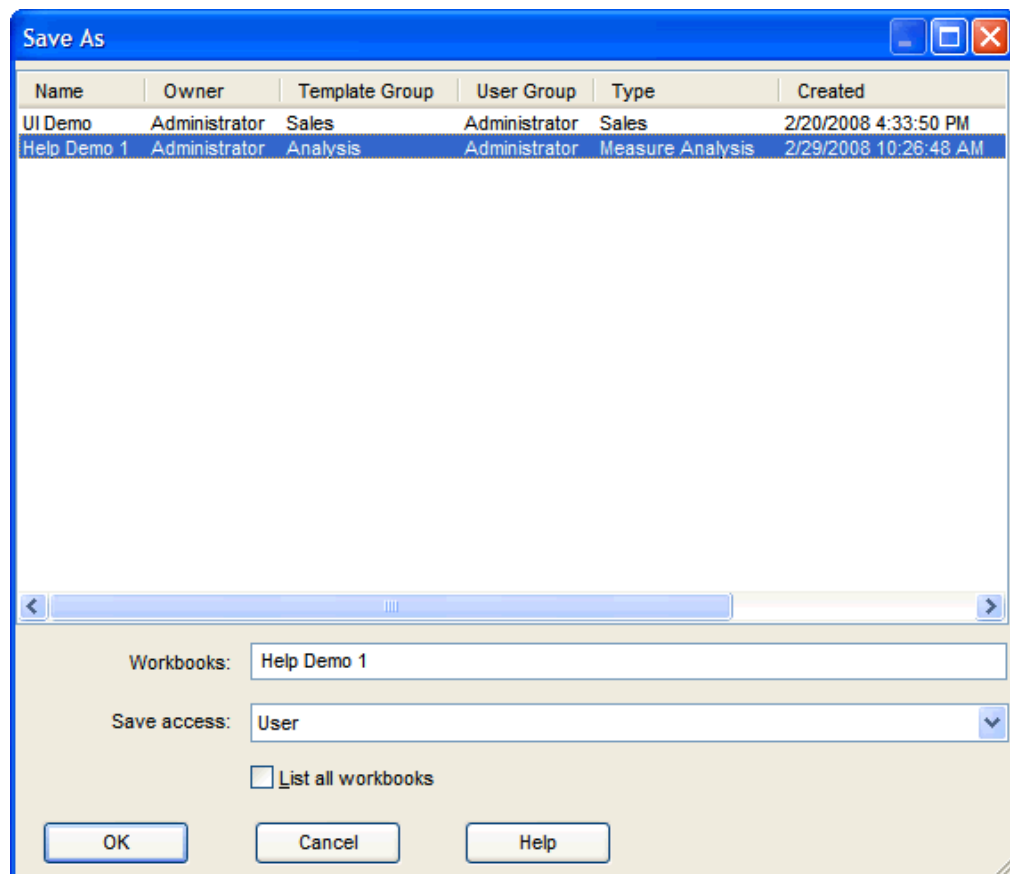 Save As
Name Owner Template Group User Group Type Created
UI Demo Administrator Sales Administrator Sales 2/20/2008 4:33:50 PM
Help Demo 1 Administrator Analysis Administrator Measure Analysis 2/29/2008 10:26:48 AM
Workbooks: Help Demo 1
Save access: User
List all workbooks
OK Cancel Help